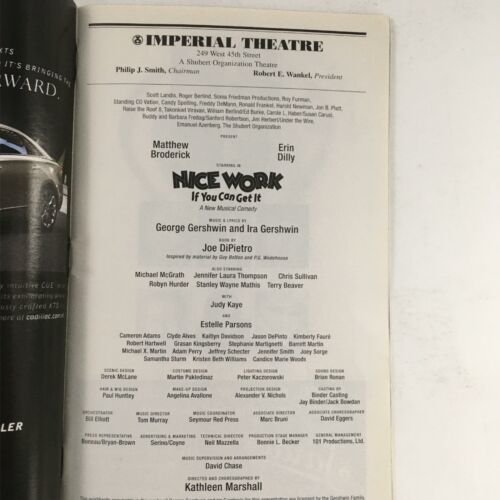 XTS
IT'S BRINGING THE
RWARD.
y intuitive CUE
at cadillac.
LLER
IMPERIAL THEATRE
249 West 45th Street
A Shubert Organization Theatre
Philip J. Smith, Chairman Robert E. Wankel, President
Scott Landis, Roger Berlind, Sonia Friedman Productions, Roy Furman,
Standing CO Vation, Candy Spelling, Freddy DeMann, Ronald Frankel, Harold Newman, Jon B. Platt,
Raise the Roof 8, Takonkiet Viravan, William Berlind/Ed Burke, Carole L. Haber/Susan Carusi,
Buddy and Barbara Freitag/Sanford Robertson, Jim Herbert/Under the Wire,
Emanuel Azenberg, The Shubert Organization
PRESENT
Matthew Erin
Broderick Dilly
STARRING IN
NICE WORK
If You Can Get It
A New Musical Comedy
MUSIC & LYRICS BY
George Gershwin and Ira Gershwin
BOOK BY
Joe DiPietro
Inspired by material by Guy Bolton and P.G. Wodehouse
ALSO STARRING
Michael McGrath Jennifer Laura Thompson Chris Sullivan
Robyn Hurder Stanley Wayne Mathis Terry Beaver
WITH
Judy Kaye
AND
Estelle Parsons
Cameron Adams Clyde Alves Kaitlyn Davidson Jason DePinto Kimberly Fauré
Robert Hartwell Grasan Kingsberry Stephanie Martignetti Barrett Martin
Michael X. Martin Adam Perry Jeffrey Schecter Jennifer Smith Joey Sorge
Samantha Sturm Kristen Beth Williams Candice Marie Woods
SCENIC DESIGN COSTUME DESIGN LIGHTING DESIGN SOUND DESIGN
Derek McLane Martin Pakledinaz Peter Kaczorowski Brian Ronan
HAIR & WIG DESIGN MAKE-UP DESIGN PROJECTION DESIGN CASTING BY
Paul Huntley Angelina Avallone Alexander V. Nichols Binder Casting
Jay Binder/Jack Bowdan
ORCHESTRATOR MUSIC DIRECTOR MUSIC COORDINATOR ASSOCIATE DIRECTOR ASSOCIATE CHOREOGRAPHER
Bill Elliott Tom Murray Seymour Red Press Marc Bruni David Eggers
PRESS REPRESENTATIVE ADVERTISING & MARKETING TECHNICAL DIRECTOR PRODUCTION STAGE MANAGER GENERAL MANAGEMENT
Boneau/Bryan-Brown Serino/Coyne Neil Mazzella Bonnie L. Becker 101 Productions, Ltd.
MUSIC SUPERVISION AND ARRANGEMENTS
David Chase
DIRECTED AND CHOREOGRAPHED BY
Kathleen Marshall